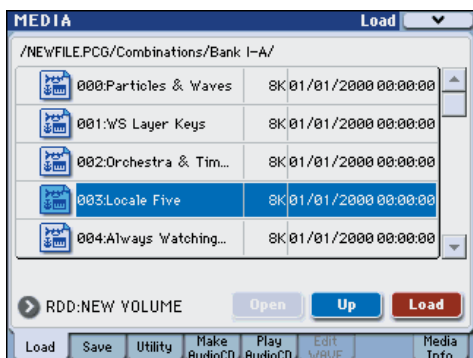 MEDIA Load
/NEWFILE.PCG/Combinations/Bank I-A/
000:Particles & Waves 8K 01/01/2000 00:00:00
001:WS Layer Keys 8K 01/01/2000 00:00:00
002:Orchestra & Tim... 8K 01/01/2000 00:00:00
003:Locale Five 8K 01/01/2000 00:00:00
004:Always Watching... 8K 01/01/2000 00:00:00
RDD:NEW VOLUME Open Up Load
Load Save Utility Make AudioCD Play AudioCD Edit WAVE Media Info